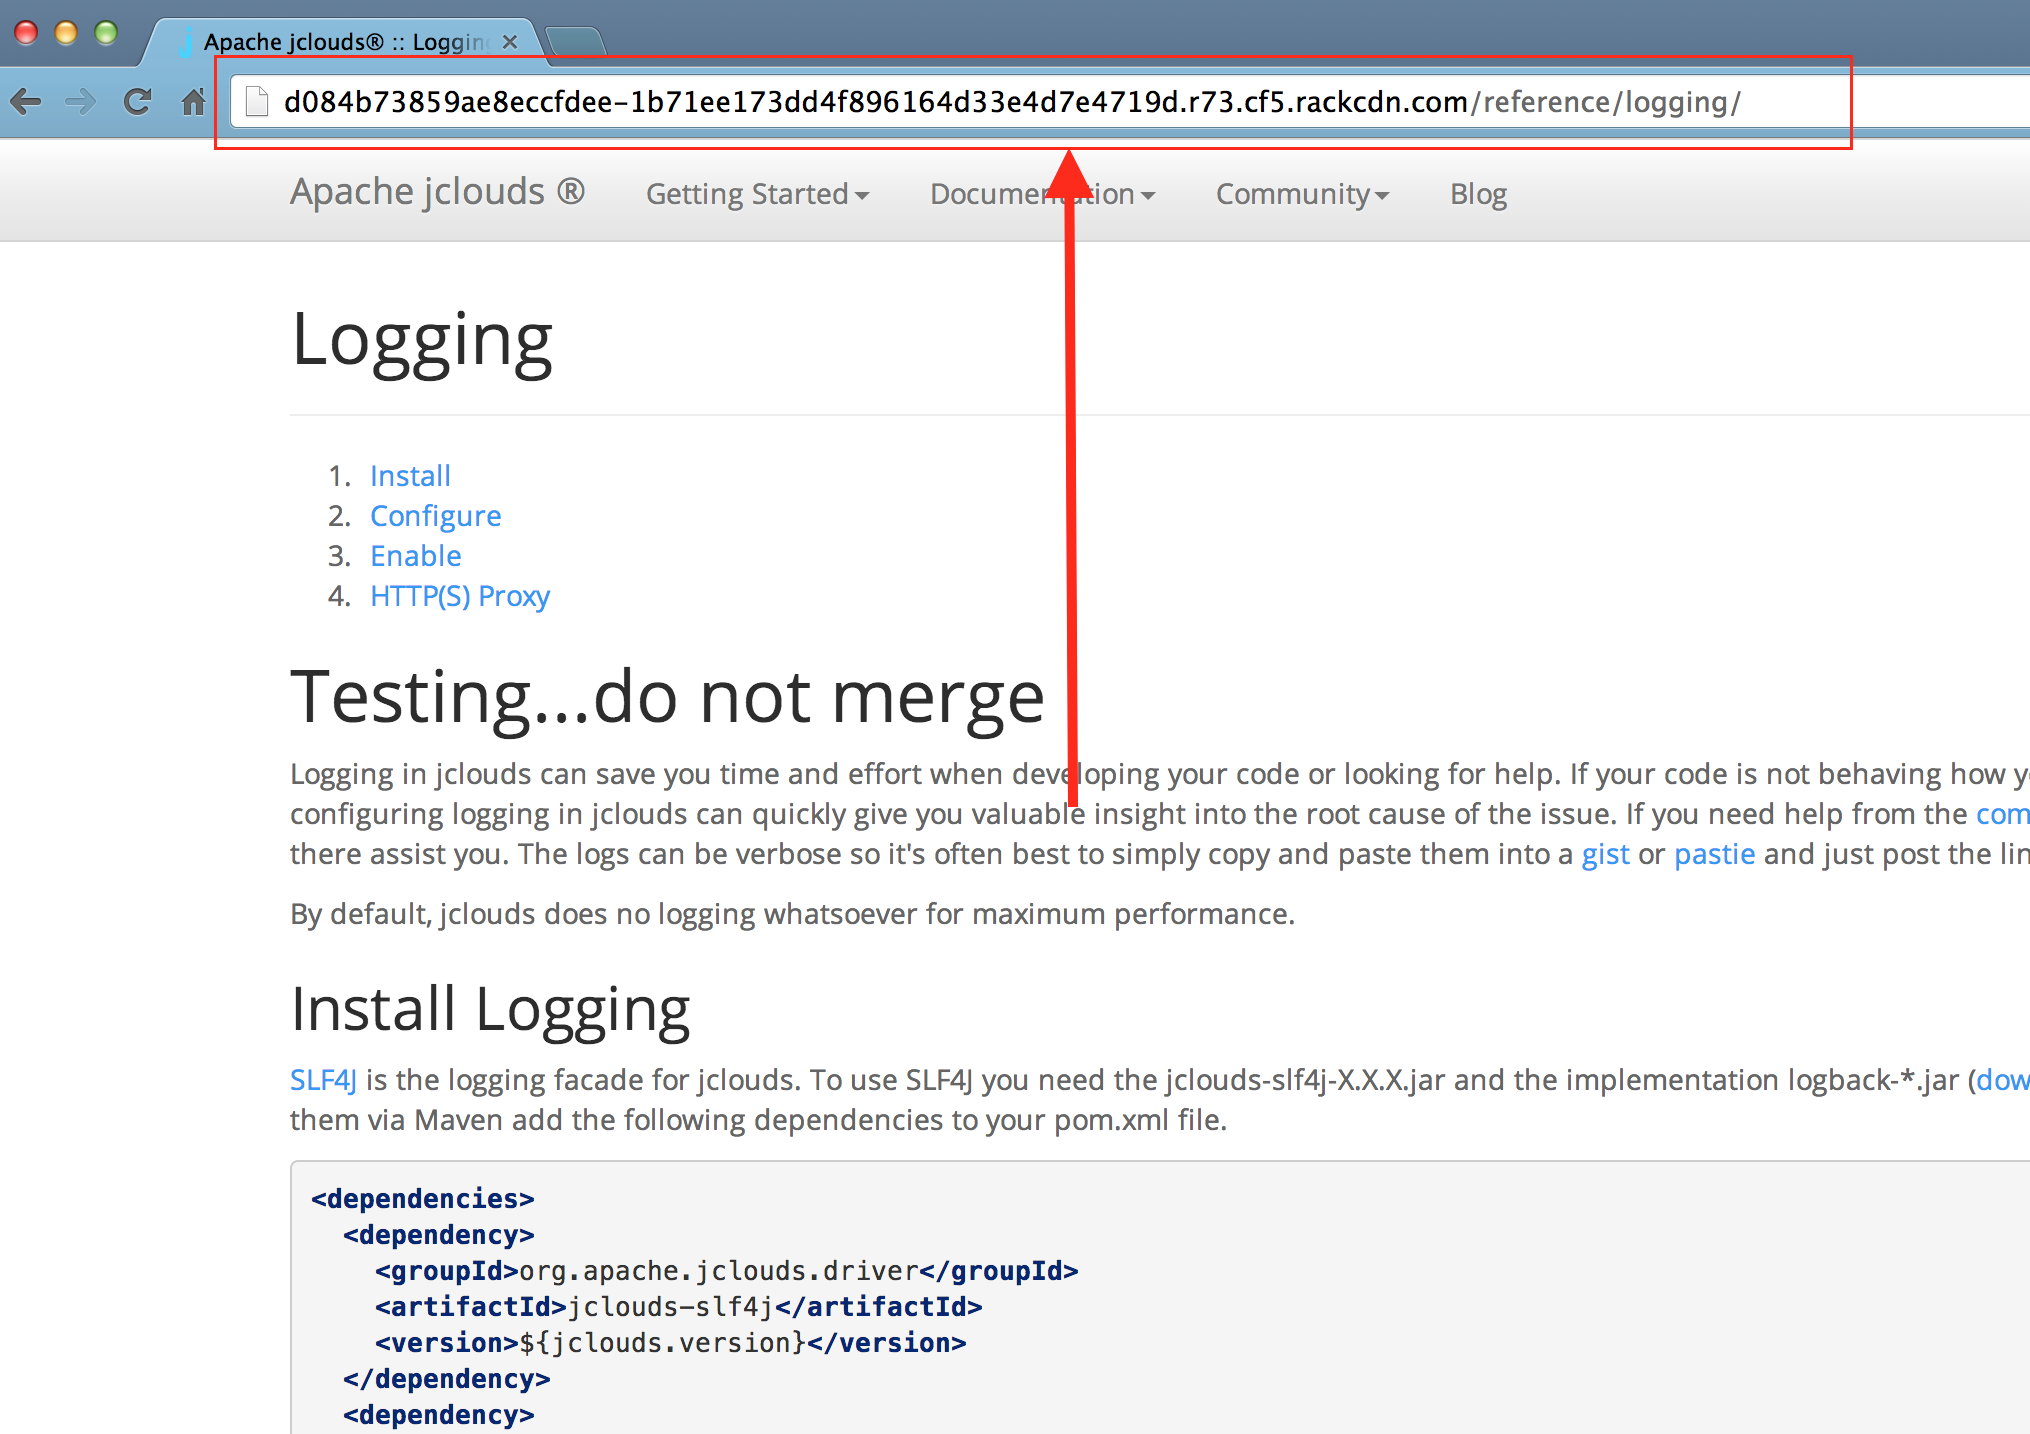 Apache jclouds® :: Logging
d084b73859ae8eccfdee-1b71ee173dd4f896164d33e4d7e4719d.r73.cf5.rackcdn.com/reference/logging/
Apache jclouds ® Getting Started Documentation Community Blog
Logging
1. Install
2. Configure
3. Enable
4. HTTP(S) Proxy
Testing...do not merge
Logging in jclouds can save you time and effort when developing your code or looking for help. If your code is not behaving how y
configuring logging in jclouds can quickly give you valuable insight into the root cause of the issue. If you need help from the com
there assist you. The logs can be verbose so it's often best to simply copy and paste them into a gist or pastie and just post the lin
By default, jclouds does no logging whatsoever for maximum performance.
Install Logging
SLF4J is the logging facade for jclouds. To use SLF4J you need the jclouds-slf4j-X.X.X.jar and the implementation logback-*.jar (dow
them via Maven add the following dependencies to your pom.xml file.
<dependencies>
<dependency>
<groupId>org.apache.jclouds.driver</groupId>
<artifactId>jclouds-slf4j</artifactId>
<version>${jclouds.version}</version>
</dependency>
<dependency>